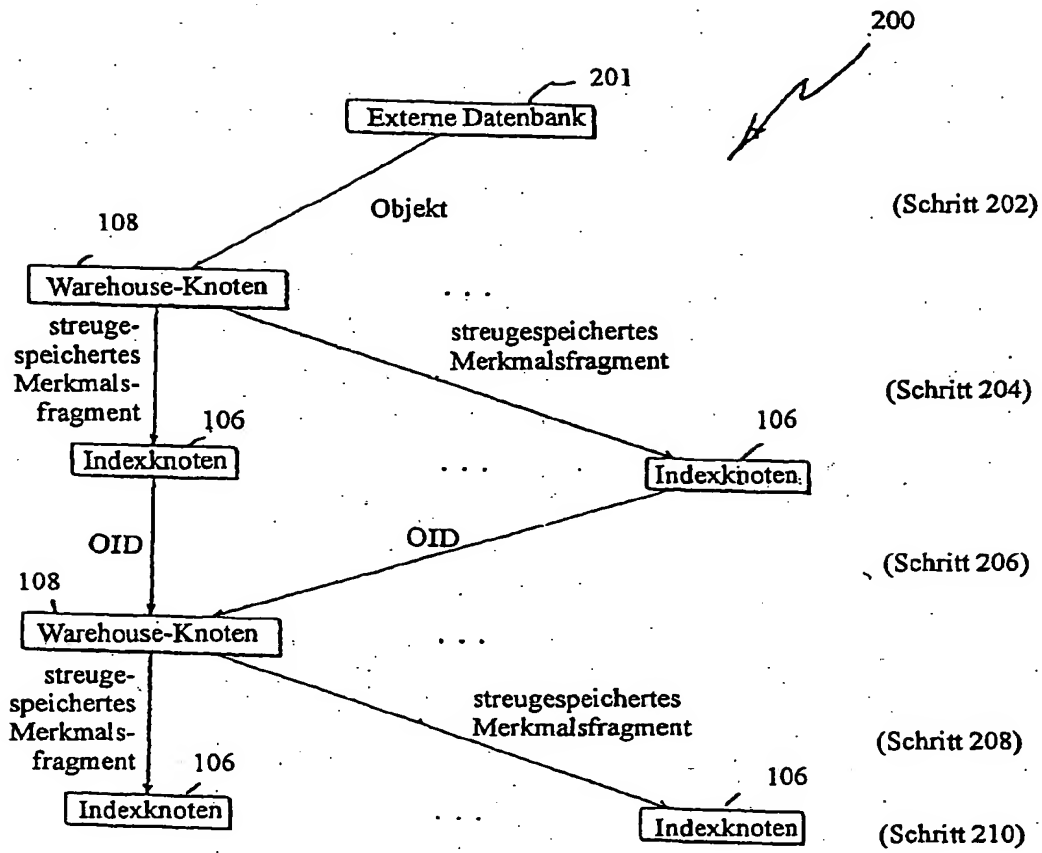 200
201
Externe Datenbank
Objekt
(Schritt 202)
108
Warehouse-Knoten
. . .
streuge-
speichertes
Merkmals-
fragment
streugespeichertes
Merkmalsfragment
(Schritt 204)
106
Indexknoten
. . .
106
Indexknoten
OID
OID
(Schritt 206)
108
Warehouse-Knoten
. . .
streuge-
speichertes
Merkmals-
fragment
streugespeichertes
Merkmalsfragment
(Schritt 208)
106
Indexknoten
. . .
106
Indexknoten
(Schritt 210)